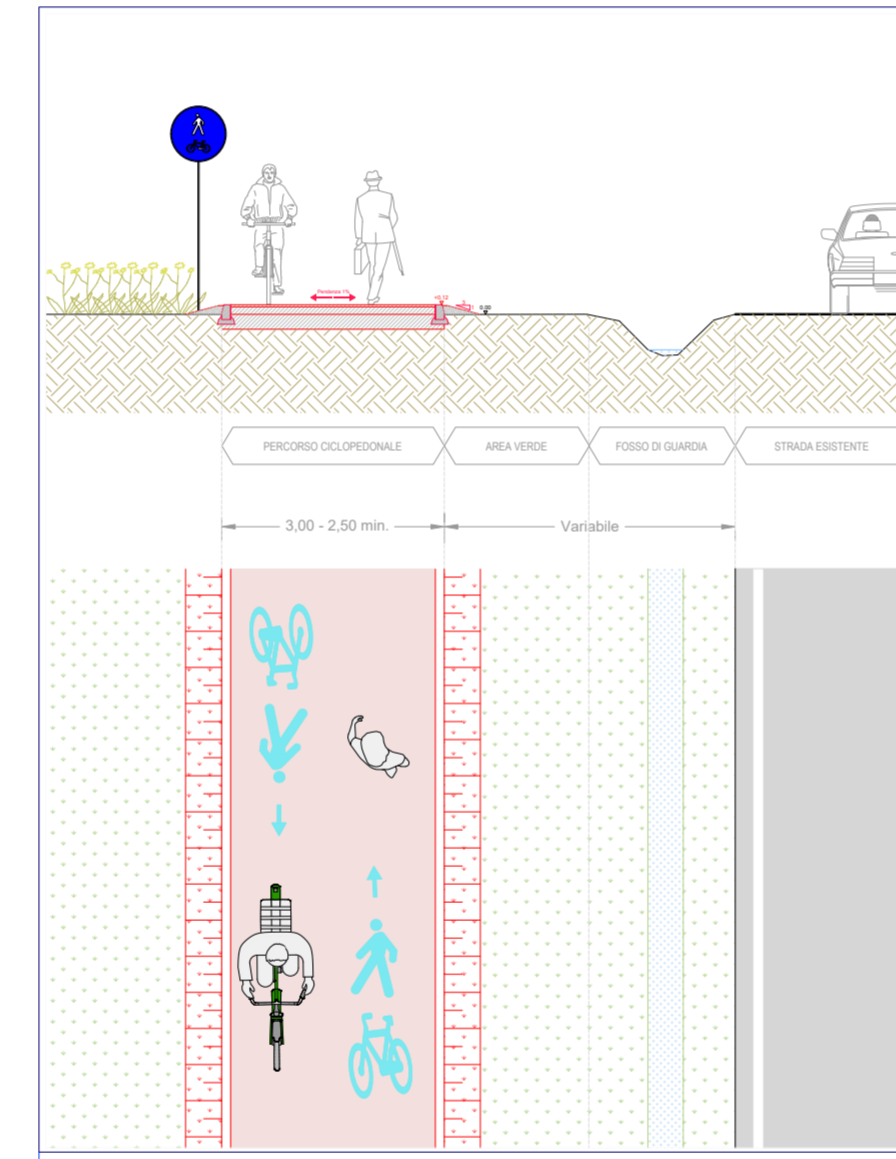 Pendenza 1%
+0.12
0.00
PERCORSO CICLOPEDONALE
AREA VERDE
FOSSO DI GUARDIA
STRADA ESISTENTE
3,00 - 2,50 min.
Variabile